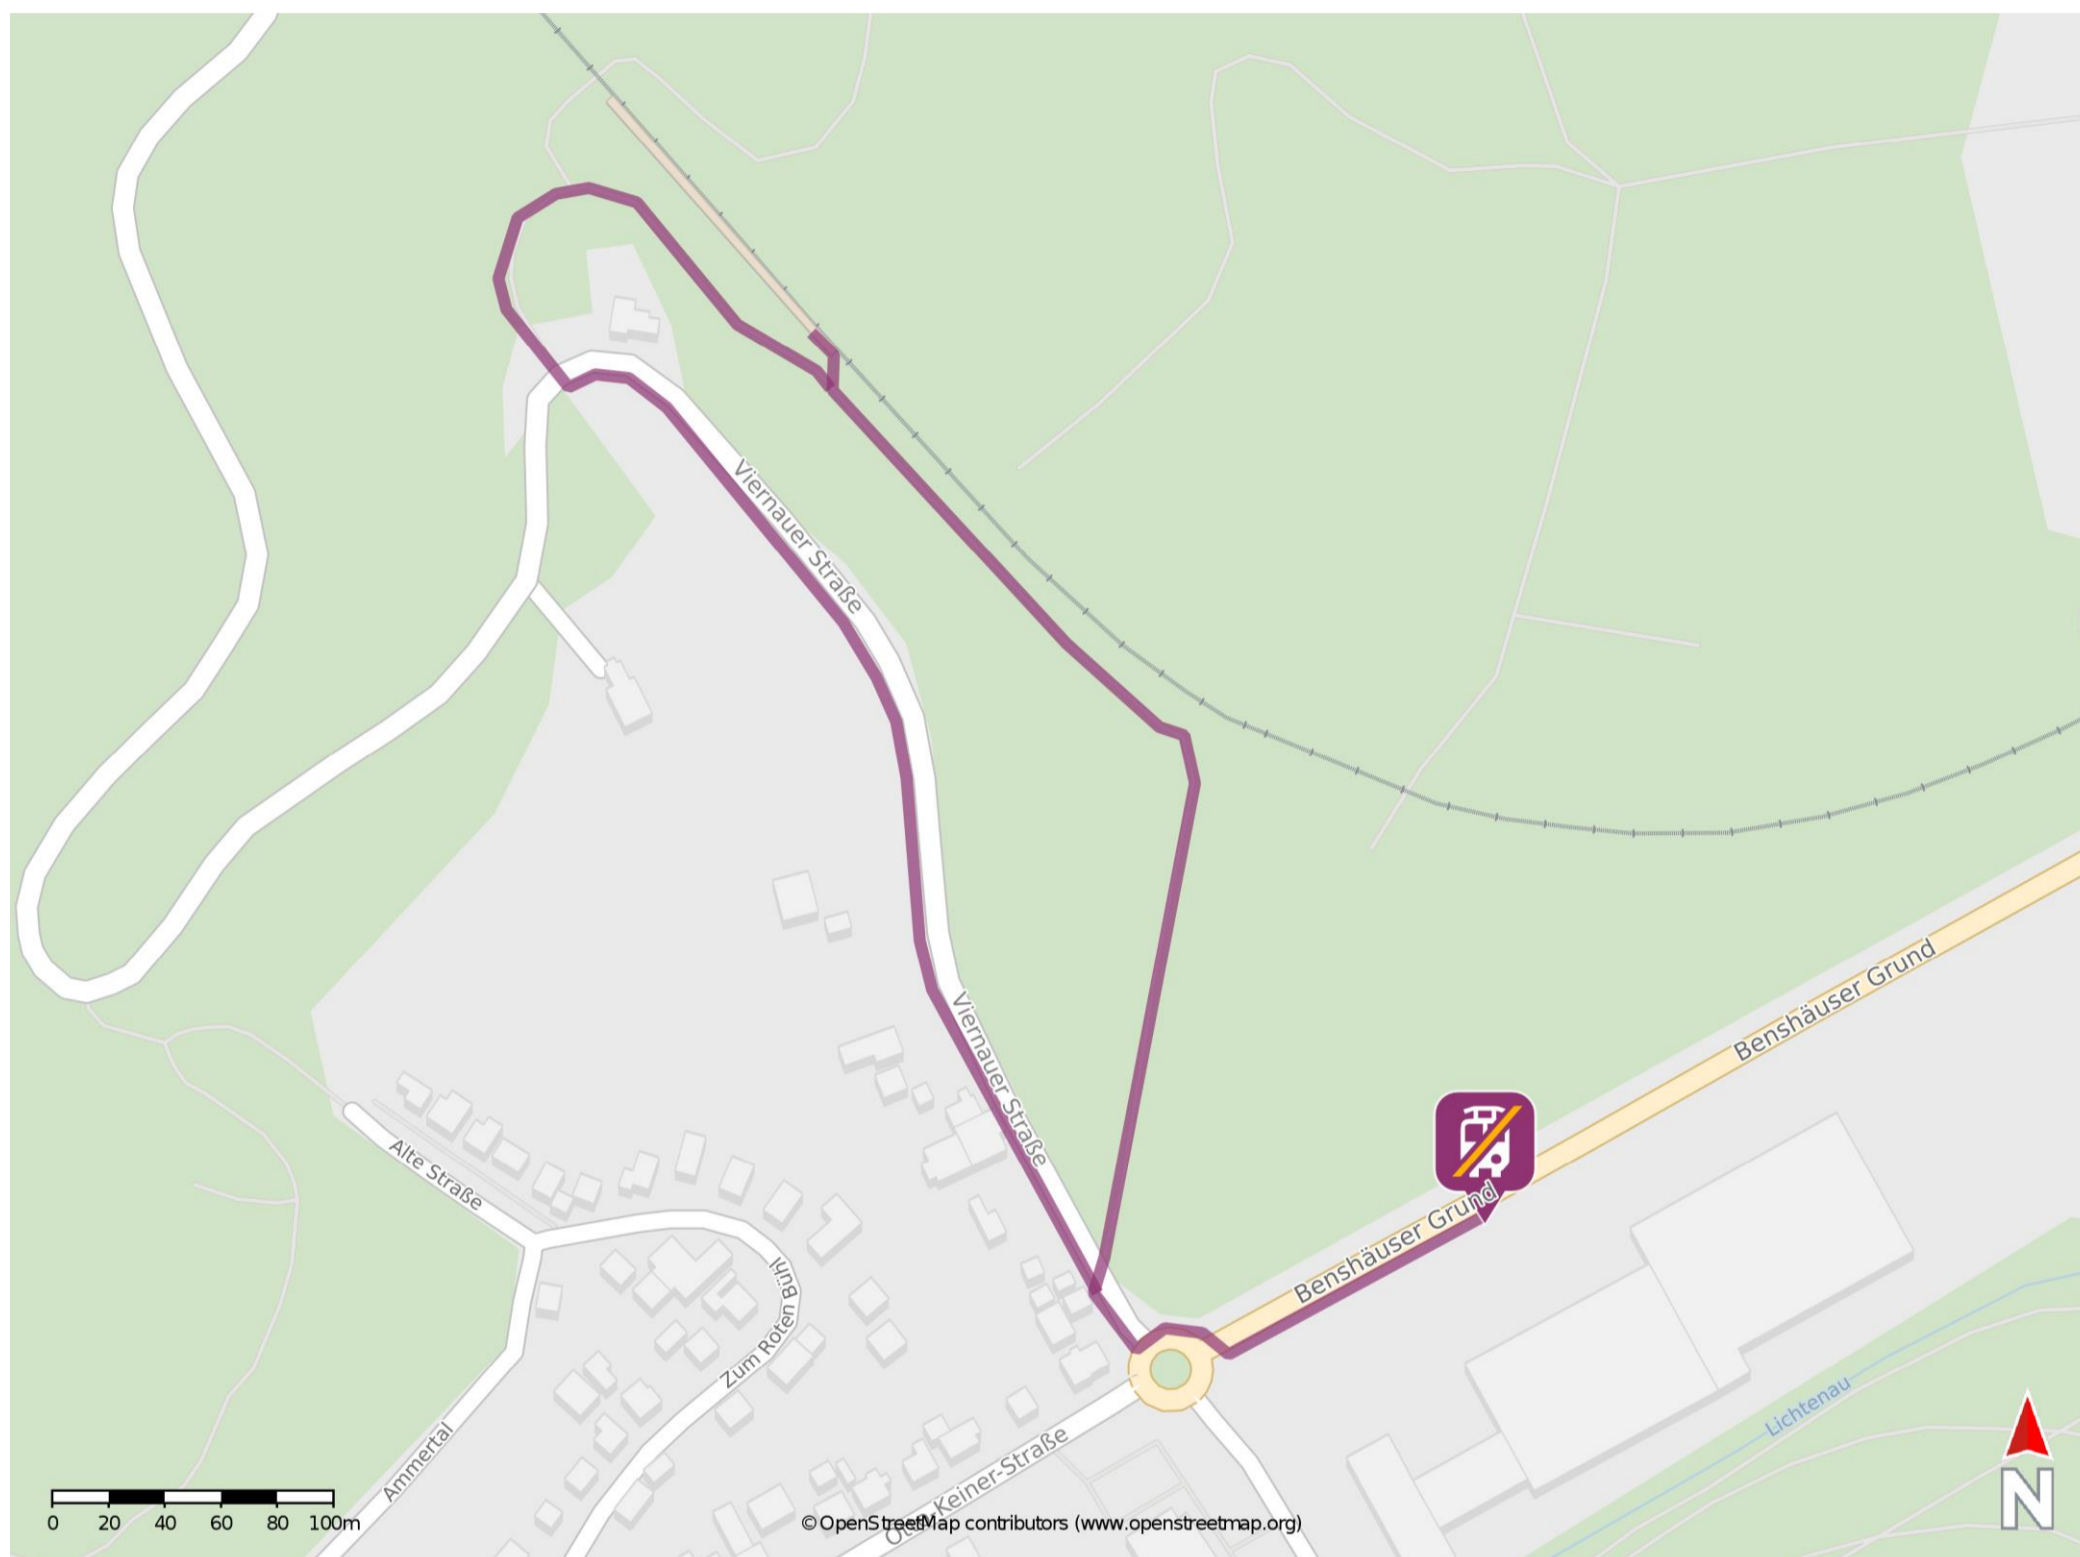 Viernauer Straße
Benshäuser Grund
Viernauer Straße
Alte Straße
Benshäuser Grund
Zum Roten Bühl
Lichtenau
Ammertal
Otto-Keiner-Straße
0 20 40 60 80 100m
© OpenStreetMap contributors (www.openstreetmap.org)
N